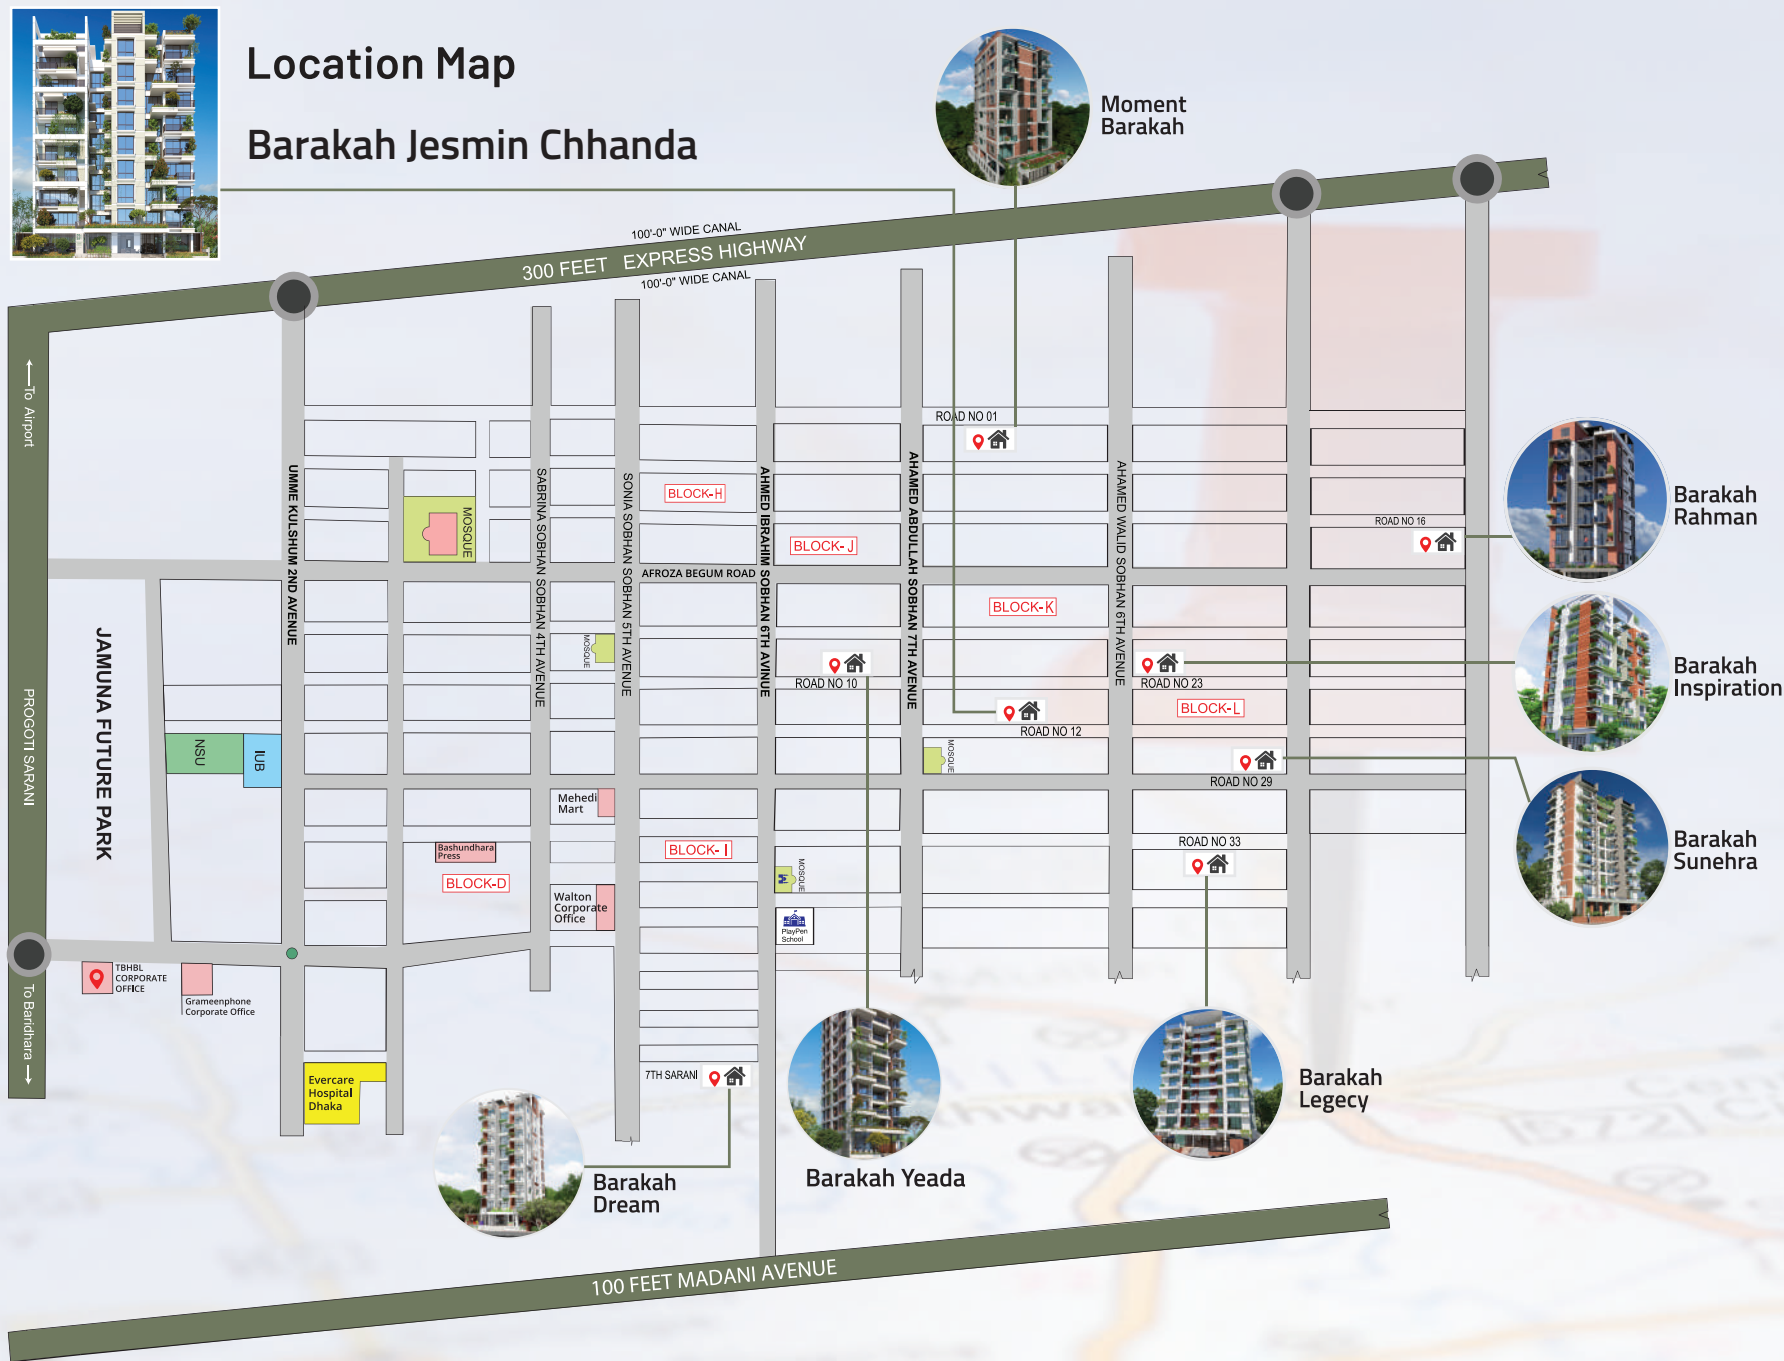 Location Map
Barakah Jesmin Chhanda
Moment
Barakah
100'-0" WIDE CANAL
300 FEET EXPRESS HIGHWAY
100'-0" WIDE CANAL
To Airport
PROGOTI SARANI
To Baridhara
JAMUNA FUTURE PARK
UMME KULSHUM 2ND AVENUE
SABRINA SOBHAN 4TH AVENUE
SONIA SOBHAN 5TH AVENUE
AHMED IBRAHIM SOBHAN 6TH AVINUE
AHAMED ABDULLAH SOBHAN 7TH AVENUE
AHAMED WALID SOBHAN 6TH AVENUE
ROAD NO 01
BLOCK-H
MOSQUE
BLOCK-J
ROAD NO 16
Barakah
Rahman
AFROZA BEGUM ROAD
BLOCK-K
MOSQUE
ROAD NO 10
ROAD NO 23
Barakah
Inspiration
BLOCK-L
ROAD NO 12
NSU
IUB
MOSQUE
ROAD NO 29
Mehedi
Mart
Barakah
Sunehra
Bashundhara
Press
BLOCK-D
BLOCK-I
ROAD NO 33
MOSQUE
Walton
Corporate
Office
PlayPen
School
TBHBL
CORPORATE
OFFICE
Grameenphone
Corporate Office
Evercare
Hospital
Dhaka
7TH SARANI
Barakah
Legecy
Barakah
Dream
Barakah Yeada
100 FEET MADANI AVENUE